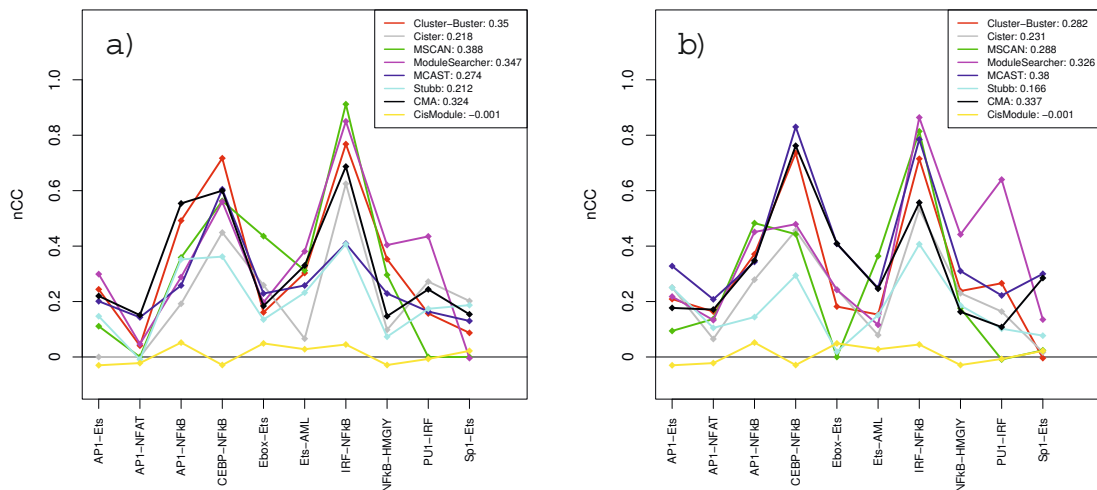 a)
Cluster-Buster: 0.35
Cister: 0.218
MSCAN: 0.388
ModuleSearcher: 0.347
MCAST: 0.274
Stubb: 0.212
CMA: 0.324
CisModule: -0.001
nCC
1.0
0.8
0.6
0.4
0.2
0
AP1-Ets
AP1-NFAT
AP1-NFkB
CEBP-NFkB
Ebox-Ets
Ets-AML
IRF-NFkB
NFkB-HMGIY
PU1-IRF
Sp1-Ets
b)
Cluster-Buster: 0.282
Cister: 0.231
MSCAN: 0.288
ModuleSearcher: 0.326
MCAST: 0.38
Stubb: 0.166
CMA: 0.337
CisModule: -0.001
nCC
1.0
0.8
0.6
0.4
0.2
0
AP1-Ets
AP1-NFAT
AP1-NFkB
CEBP-NFkB
Ebox-Ets
Ets-AML
IRF-NFkB
NFkB-HMGIY
PU1-IRF
Sp1-Ets